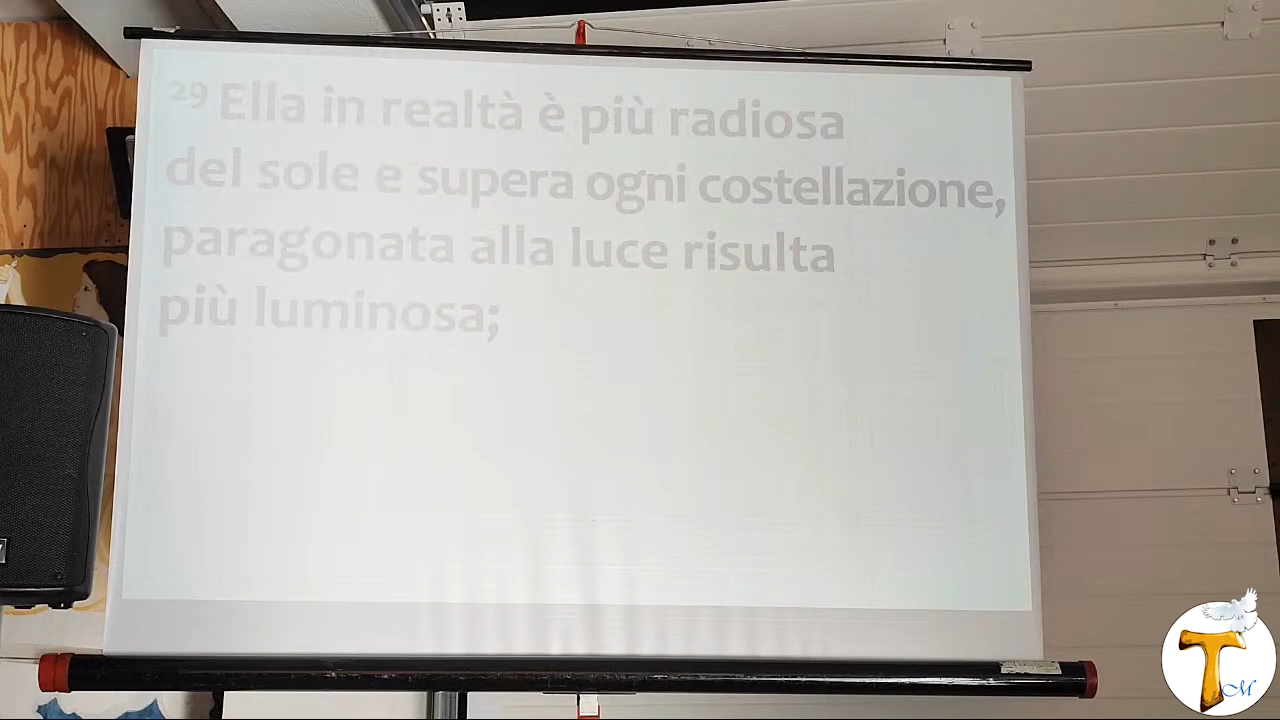 ²⁹ Ella in realtà è più radiosa
del sole e supera ogni costellazione,
paragonata alla luce risulta
più luminosa;
M